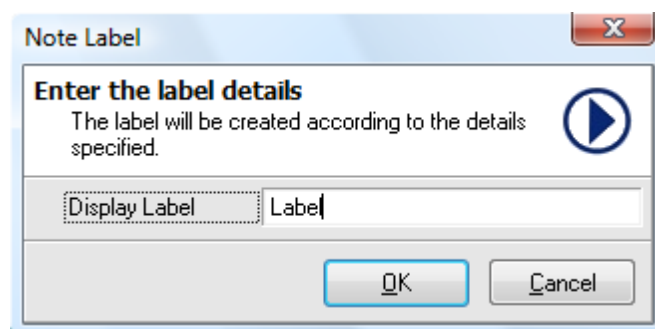 Note Label
Enter the label details
The label will be created according to the details
specified.
Display Label Label
OK Cancel